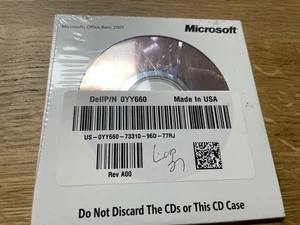 Microsoft Office Basic 2007
Microsoft
Dell P/N 0YY660 Made in USA
US-0YY660-73310-96D-77RJ
Rev A00
Do Not Discard The CDs or This CD Case